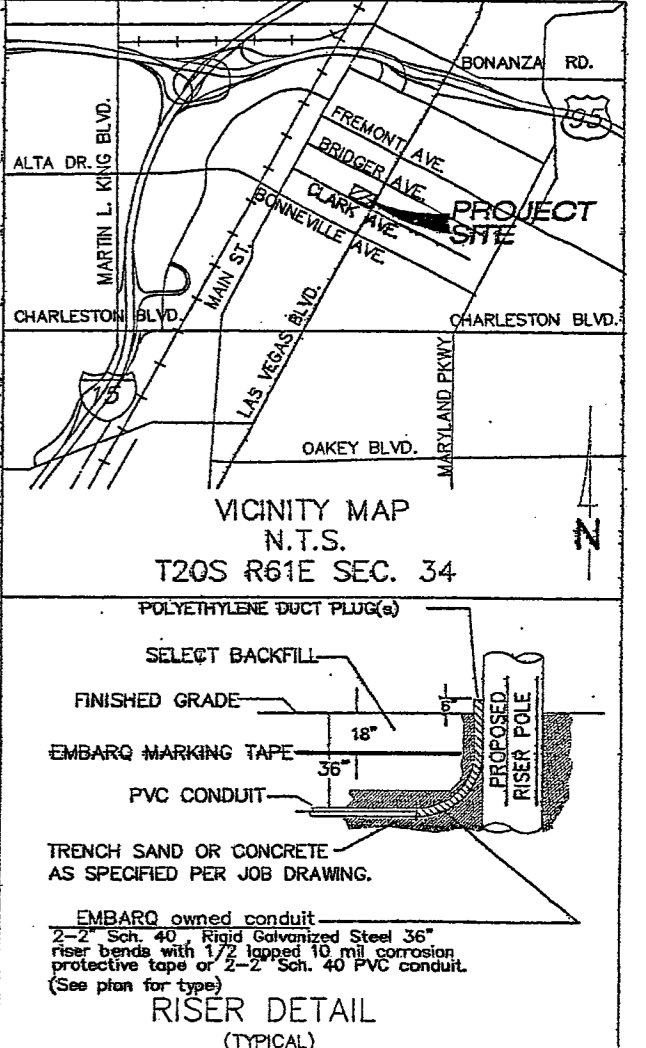 BONANZA RD.
95
MARTIN L. KING BLVD.
FREMONT AVE.
BRIDGER AVE.
ALTA DR.
CLARK AVE.
PROJECT
SITE
BONNEVILLE AVE.
MAIN ST.
CHARLESTON BLVD.
CHARLESTON BLVD.
LAS VEGAS BLVD.
15
MARYLAND PKWY
OAKEY BLVD.
VICINITY MAP
N.T.S.
N
T20S R61E SEC. 34
POLYETHYLENE DUCT PLUG(s)
SELECT BACKFILL
FINISHED GRADE
6"
18"
EMBARQ MARKING TAPE
36"
PROPOSED
RISER POLE
PVC CONDUIT
TRENCH SAND OR CONCRETE
AS SPECIFIED PER JOB DRAWING.
EMBARQ owned conduit
2-2" Sch. 40 , Rigid Galvanized Steel 36"
riser bends with 1/2 lapped 10 mil corrosion
protective tape or 2-2" Sch. 40 PVC conduit.
(See plan for type)
RISER DETAIL
(TYPICAL)